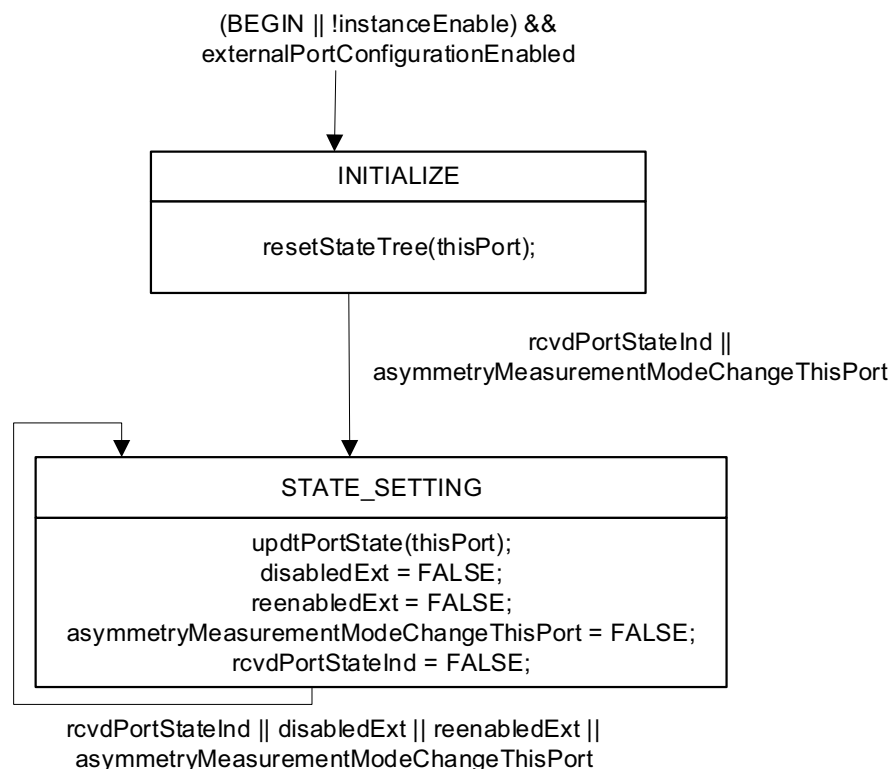 (BEGIN || !instanceEnable) &&
externalPortConfigurationEnabled
INITIALIZE
resetStateTree(thisPort);
rcvdPortStateInd ||
asymmetryMeasurementModeChangeThisPort
STATE_SETTING
updtPortState(thisPort);
disabledExt = FALSE;
reenabledExt = FALSE;
asymmetryMeasurementModeChangeThisPort = FALSE;
rcvdPortStateInd = FALSE;
rcvdPortStateInd || disabledExt || reenabledExt ||
asymmetryMeasurementModeChangeThisPort